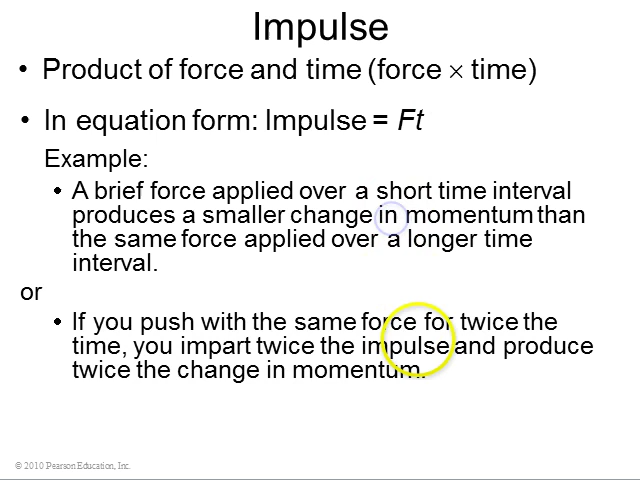 Impulse
• Product of force and time (force × time)
• In equation form: Impulse = Ft
Example:
• A brief force applied over a short time interval
produces a smaller change in momentum than
the same force applied over a longer time
interval.
or
• If you push with the same force for twice the
time, you impart twice the impulse and produce
twice the change in momentum.
© 2010 Pearson Education, Inc.